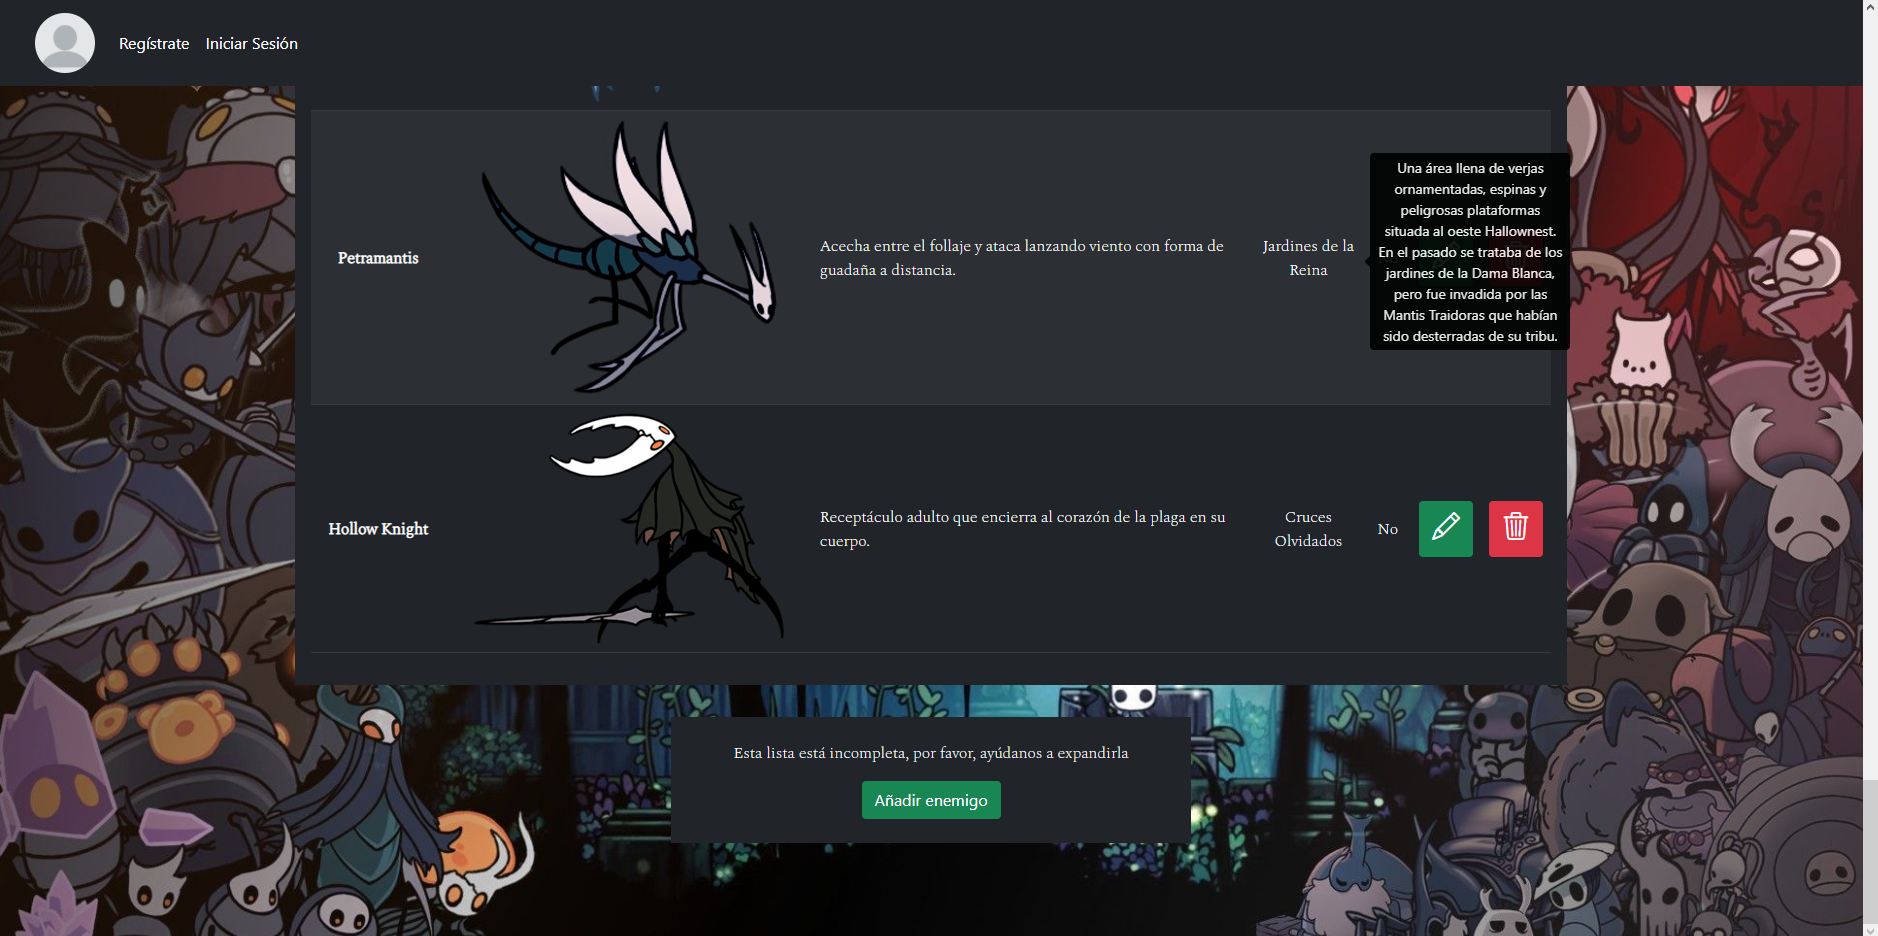 Regístrate Iniciar Sesión
Petramantis
Acecha entre el follaje y ataca lanzando viento con forma de
guadaña a distancia.
Jardines de la
Reina
Una área llena de verjas
ornamentadas, espinas y
peligrosas plataformas
situada al oeste Hallownest.
En el pasado se trataba de los
jardines de la Dama Blanca,
pero fue invadida por las
Mantis Traidoras que habían
sido desterradas de su tribu.
Hollow Knight
Receptáculo adulto que encierra al corazón de la plaga en su
cuerpo.
Cruces
Olvidados
No
Esta lista está incompleta, por favor, ayúdanos a expandirla
Añadir enemigo